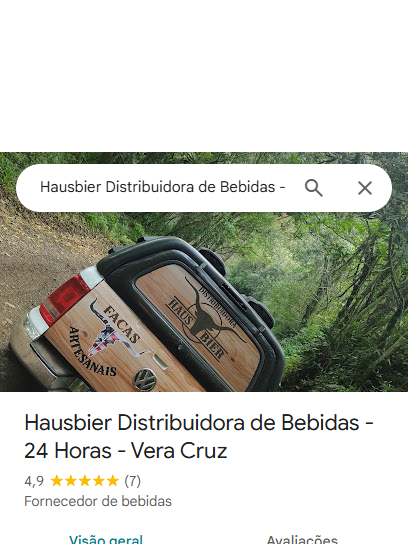 Hausbier Distribuidora de Bebidas -
DISTRIBUIDORA
HAUS BIER
FACAS
ARTESANAIS
Hausbier Distribuidora de Bebidas -
24 Horas - Vera Cruz
4,9 (7)
Fornecedor de bebidas
Visão geral Avaliações